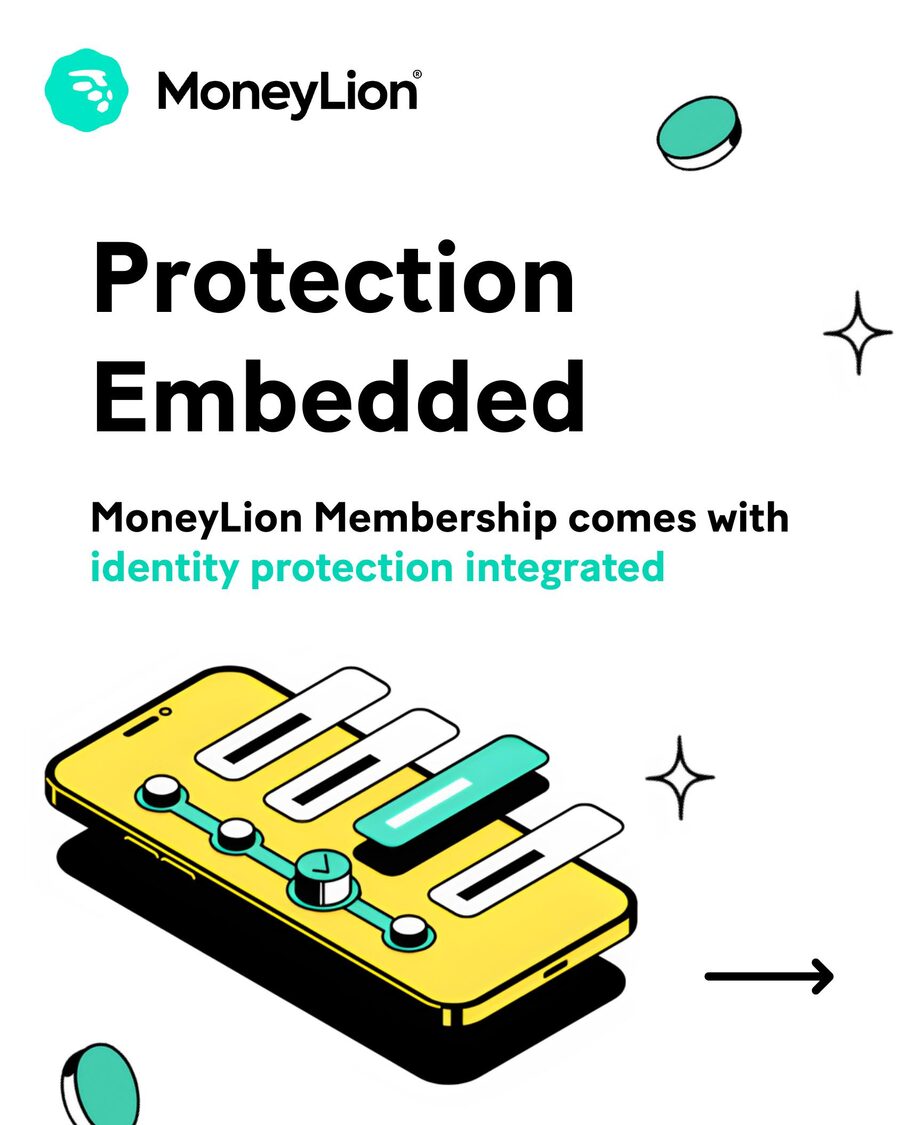 MoneyLion®
Protection
Embedded
MoneyLion Membership comes with
identity protection integrated